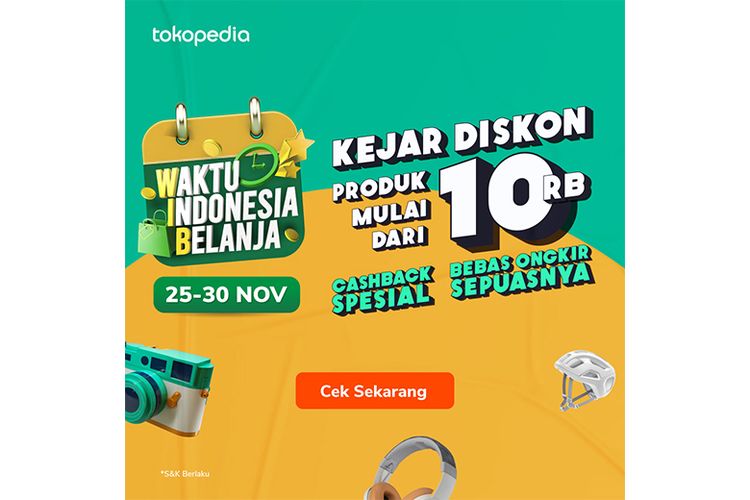 tokopedia
WAKTU
INDONESIA
BELANJA
25-30 NOV
KEJAR DISKON
PRODUK
MULAI
DARI
10RB
CASHBACK
SPESIAL
BEBAS ONGKIR
SEPUASNYA
Cek Sekarang
*S&K Berlaku